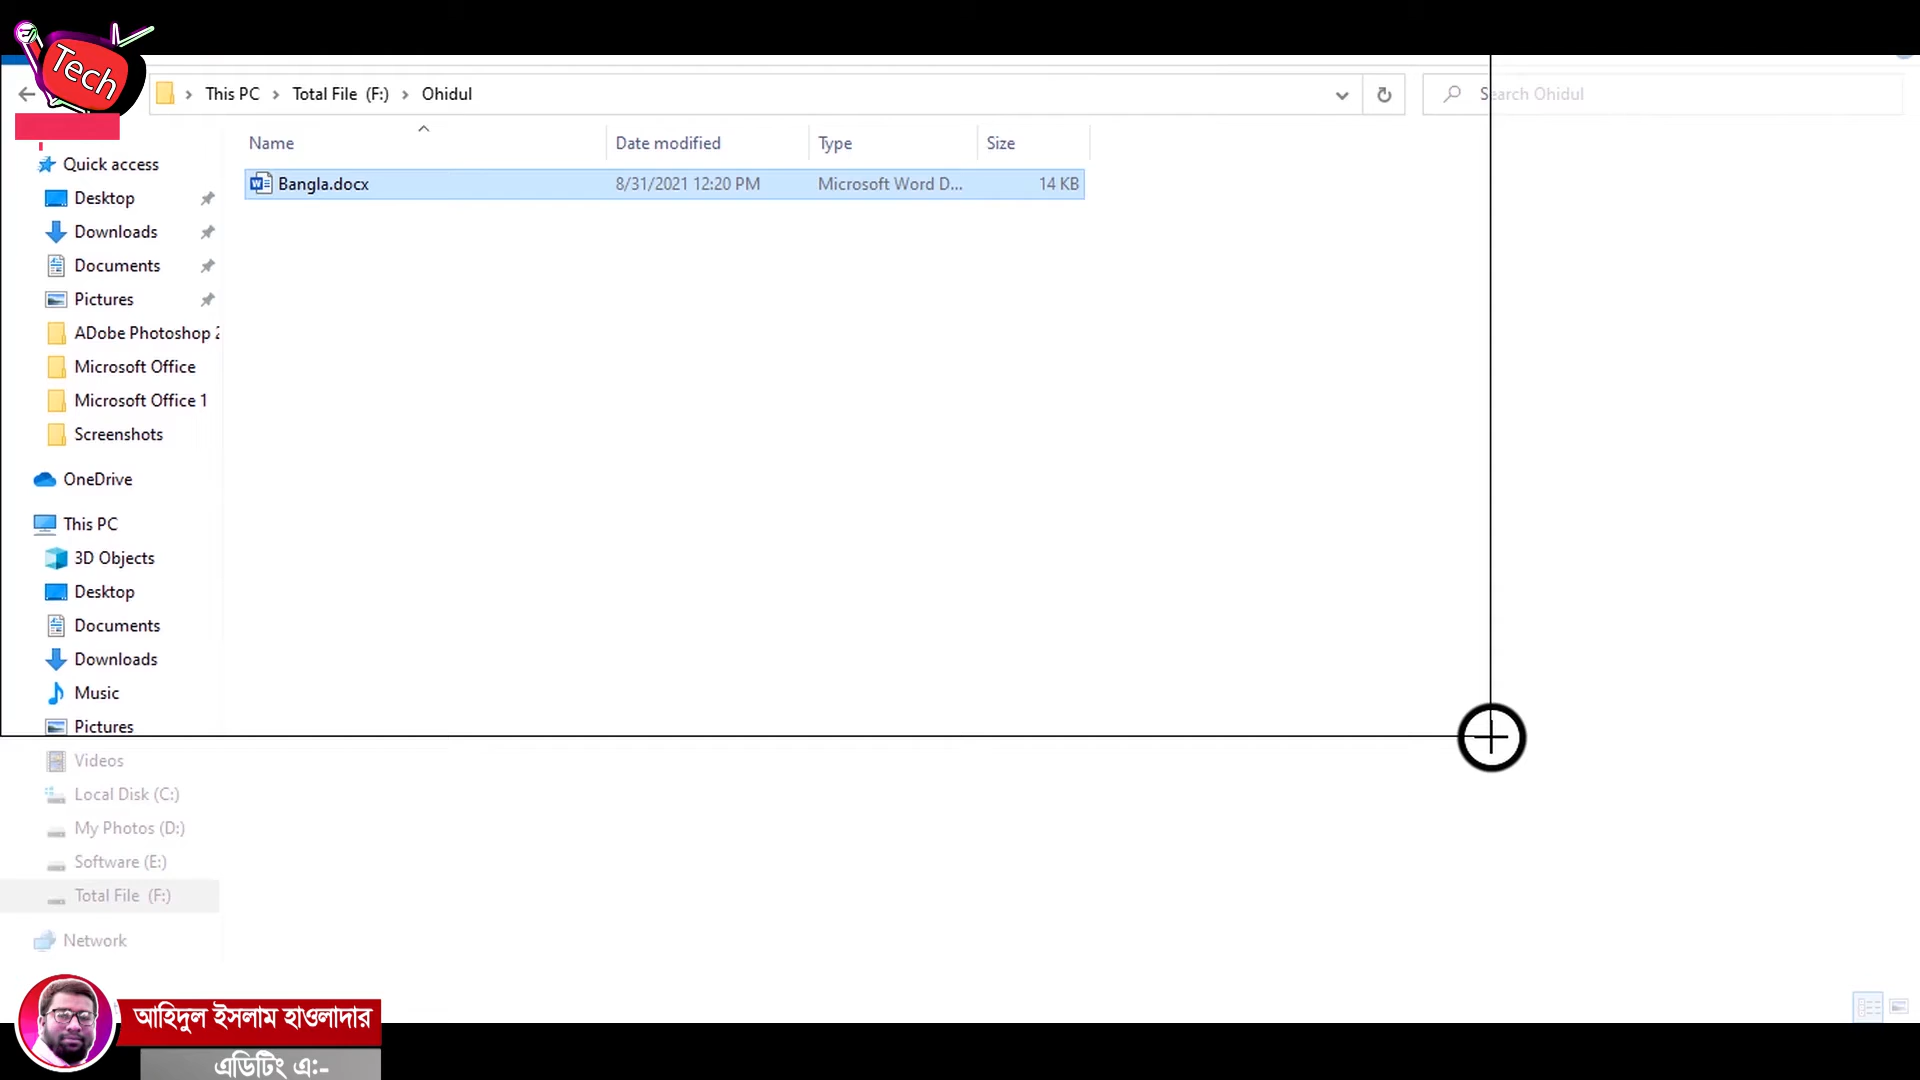 Tech
This PC > Total File (F:) > Ohidul
Search Ohidul
Name Date modified Type Size
Bangla.docx 8/31/2021 12:20 PM Microsoft Word D... 14 KB
Quick access
Desktop
Downloads
Documents
Pictures
ADobe Photoshop 2
Microsoft Office
Microsoft Office 1
Screenshots
OneDrive
This PC
3D Objects
Desktop
Documents
Downloads
Music
Pictures
Videos
Local Disk (C:)
My Photos (D:)
Software (E:)
Total File (F:)
Network
আহিদুল ইসলাম হাওলাদার
এডিটিং এ:-